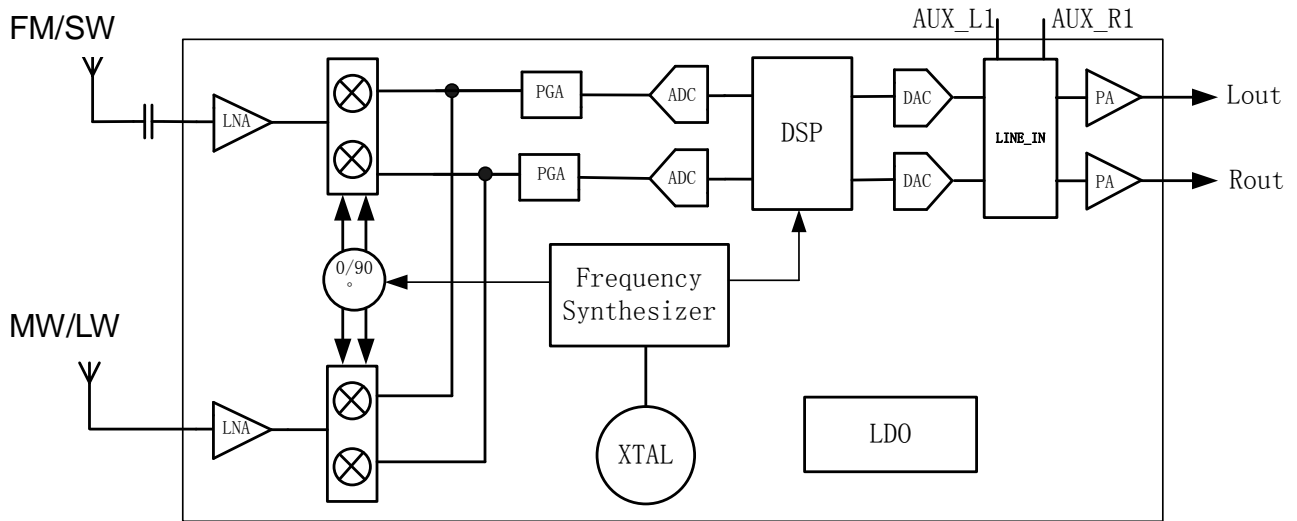 AUX_L1
AUX_R1
FM/SW
LNA
PGA
ADC
DSP
DAC
LINE_IN
PA
Lout
PGA
ADC
DAC
PA
Rout
0/90
°
Frequency
Synthesizer
MW/LW
LNA
XTAL
LDO